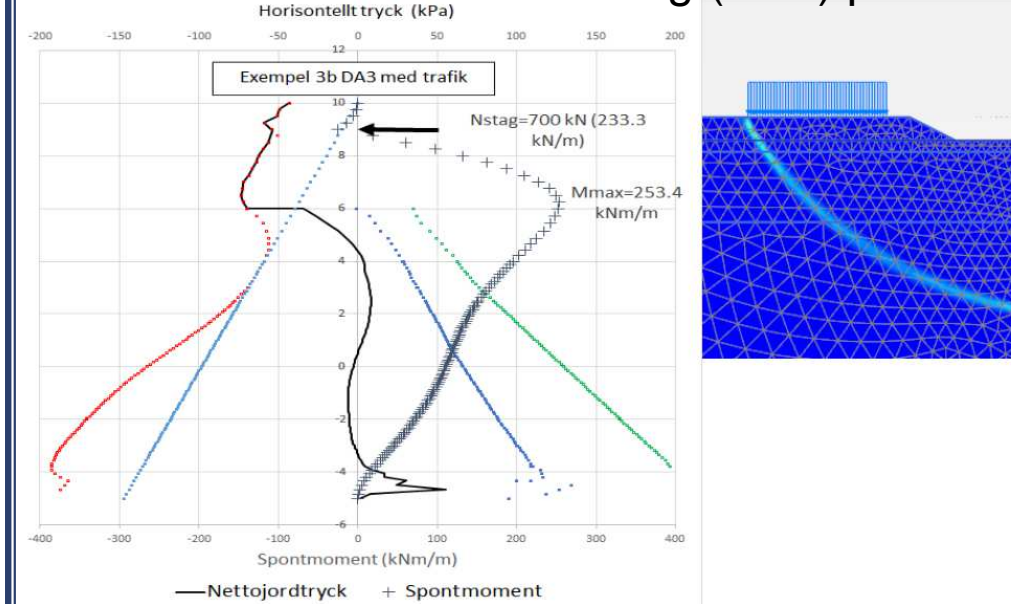 Horisontellt tryck (kPa)
-200 -150 -100 -50 0 50 100 150 200
12
Exempel 3b DA3 med trafik
10
Nstag=700 kN (233.3
kN/m)
8
Mmax=253.4
kNm/m
6
4
2
0
-2
-4
-6
-400 -300 -200 -100 0 100 200 300 400
Spontmoment (kNm/m)
Nettojordtryck + Spontmoment